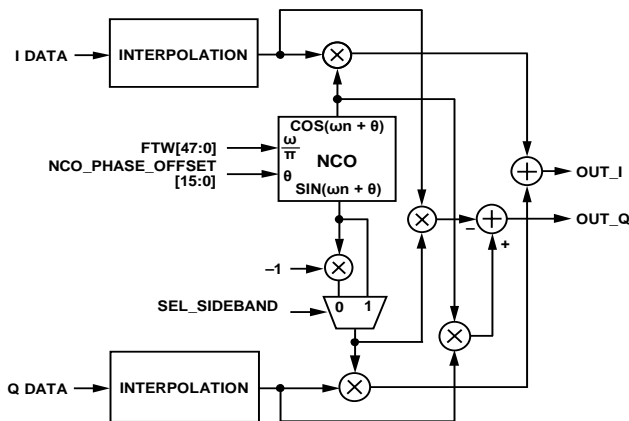 I DATA
INTERPOLATION
COS(ωn + θ)
FTW[47:0]
ω
π
NCO
NCO_PHASE_OFFSET
[15:0]
θ
SIN(ωn + θ)
OUT_I
–
+
OUT_Q
–1
0 1
SEL_SIDEBAND
Q DATA
INTERPOLATION